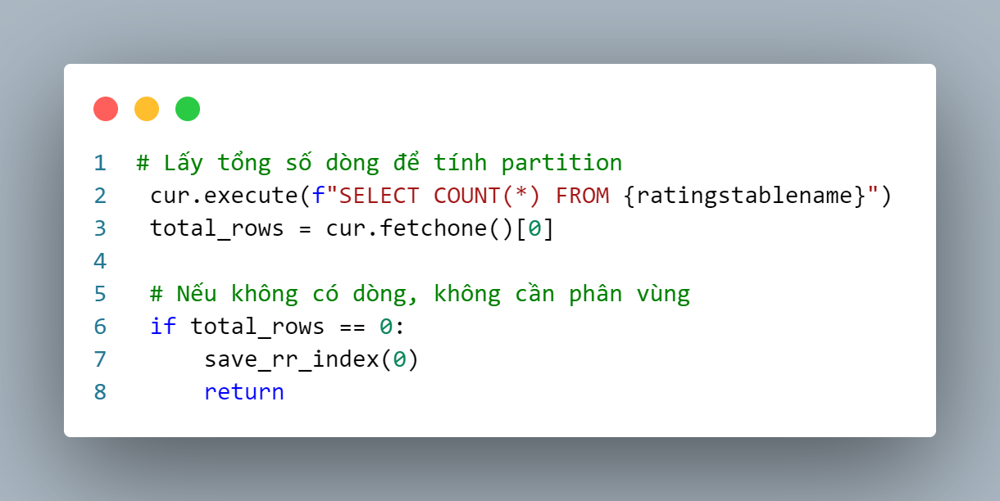 1 # Lấy tổng số dòng để tính partition
2  cur.execute(f"SELECT COUNT(*) FROM {ratingstablename}")
3  total_rows = cur.fetchone()[0]
4
5  # Nếu không có dòng, không cần phân vùng
6  if total_rows == 0:
7      save_rr_index(0)
8      return